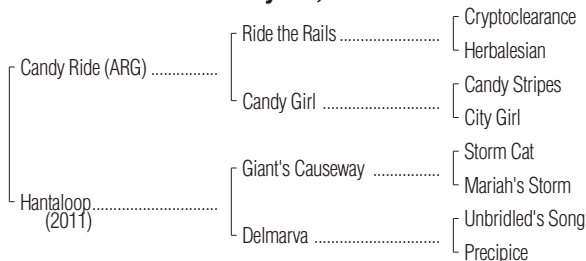 Cryptoclearance
Ride the Rails
Herbalesian
Candy Ride (ARG)
Candy Stripes
Candy Girl
City Girl
Storm Cat
Giant's Causeway
Mariah's Storm
Hantaloop
(2011)
Unbridled's Song
Delmarva
Precipice